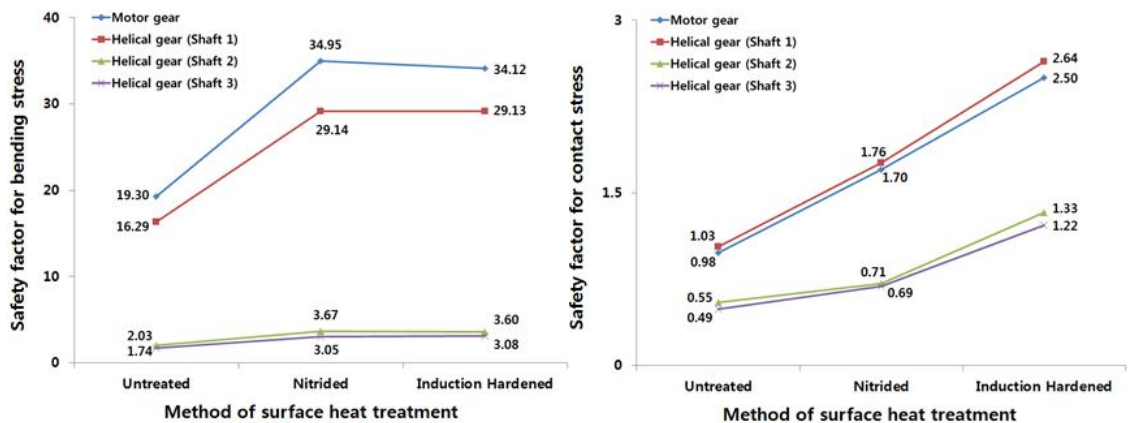 Safety factor for bending stress
40
30
20
10
0
Motor gear
Helical gear (Shaft 1)
Helical gear (Shaft 2)
Helical gear (Shaft 3)
34.95
34.12
29.14
29.13
19.30
16.29
2.03
1.74
3.67
3.05
3.60
3.08
Untreated
Nitrided
Induction Hardened
Method of surface heat treatment
Safety factor for contact stress
3
1.5
0
Motor gear
Helical gear (Shaft 1)
Helical gear (Shaft 2)
Helical gear (Shaft 3)
2.64
2.50
1.76
1.70
1.03
0.98
1.33
1.22
0.71
0.69
0.55
0.49
Untreated
Nitrided
Induction Hardened
Method of surface heat treatment